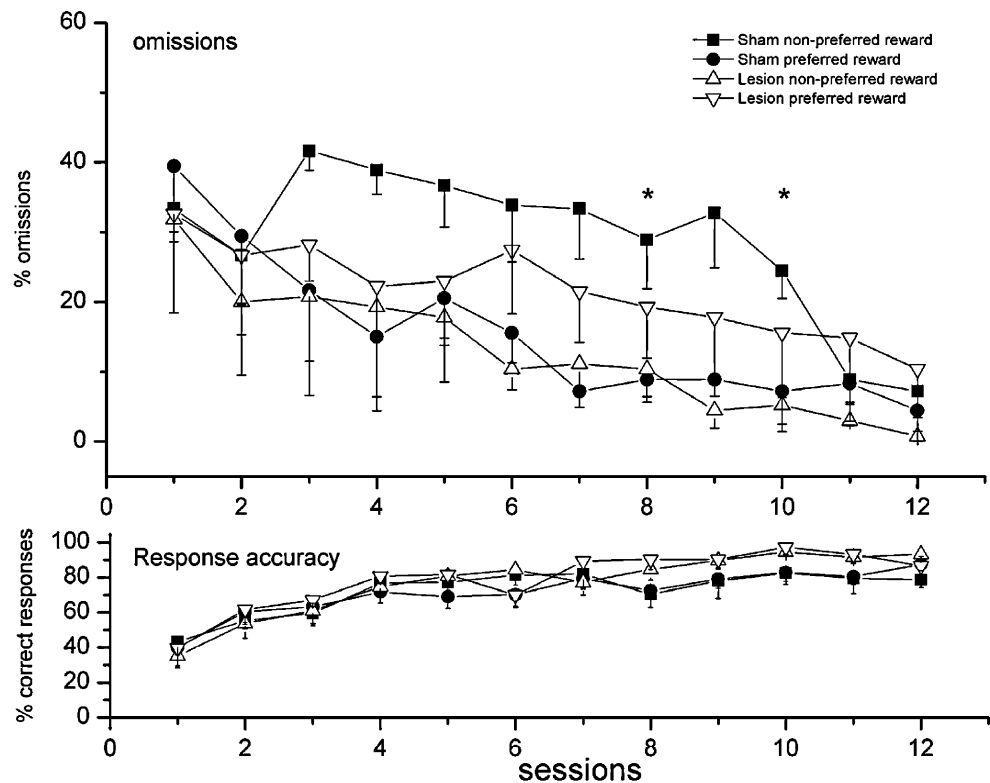 60
omissions
Sham non-preferred reward
Sham preferred reward
Lesion non-preferred reward
Lesion preferred reward
40
* *
20
0
% omissions
0 2 4 6 8 10 12
100
Response accuracy
80
60
40
20
0
% correct responses
0 2 4 6 8 10 12
sessions